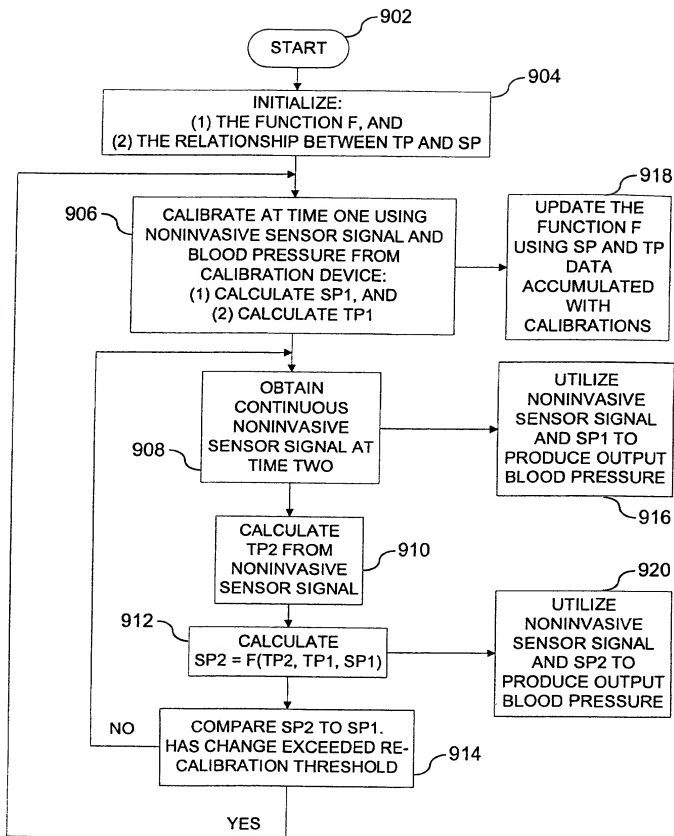 902
START
904
INITIALIZE:
(1) THE FUNCTION F, AND
(2) THE RELATIONSHIP BETWEEN TP AND SP
906
CALIBRATE AT TIME ONE USING
NONINVASIVE SENSOR SIGNAL AND
BLOOD PRESSURE FROM
CALIBRATION DEVICE:
(1) CALCULATE SP1, AND
(2) CALCULATE TP1
918
UPDATE THE
FUNCTION F
USING SP AND TP
DATA
ACCUMULATED
WITH
CALIBRATIONS
OBTAIN
CONTINUOUS
NONINVASIVE
SENSOR SIGNAL AT
TIME TWO
908
UTILIZE
NONINVASIVE
SENSOR SIGNAL
AND SP1 TO
PRODUCE OUTPUT
BLOOD PRESSURE
916
CALCULATE
TP2 FROM
NONINVASIVE
SENSOR SIGNAL
910
912
CALCULATE
SP2 = F(TP2, TP1, SP1)
920
UTILIZE
NONINVASIVE
SENSOR SIGNAL
AND SP2 TO
PRODUCE OUTPUT
BLOOD PRESSURE
NO
COMPARE SP2 TO SP1.
HAS CHANGE EXCEEDED RE-
CALIBRATION THRESHOLD
914
YES